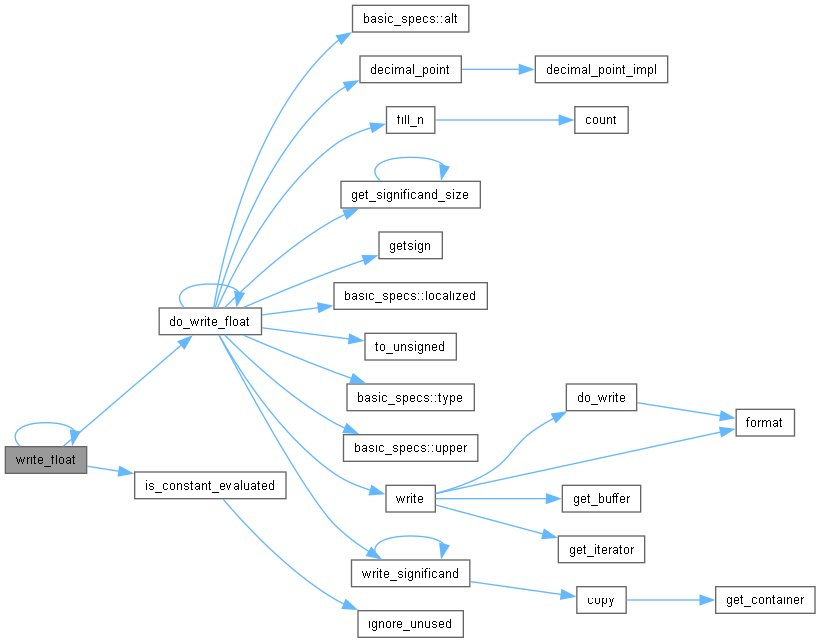 basic_specs::alt
decimal_point
decimal_point_impl
fill_n
count
get_significand_size
getsign
basic_specs::localized
do_write_float
to_unsigned
basic_specs::type
do_write
format
basic_specs::upper
write_float
is_constant_evaluated
write
get_buffer
get_iterator
write_significand
copy
get_container
ignore_unused